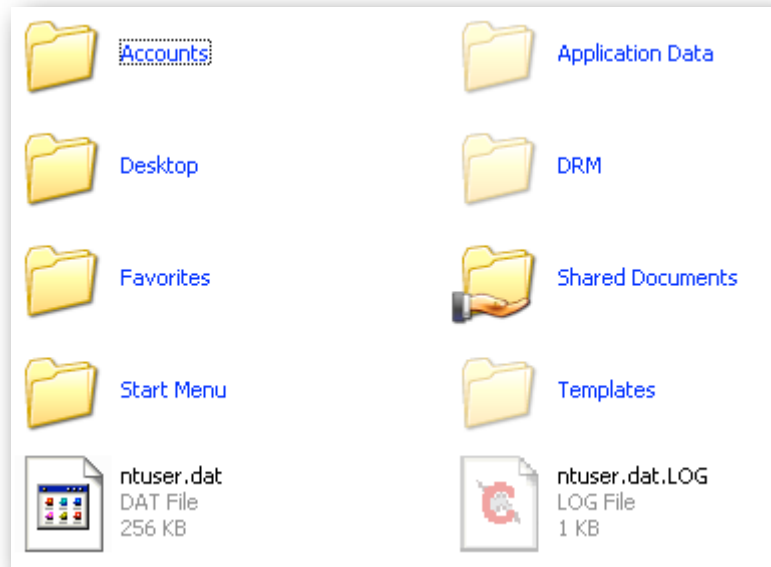 Accounts
Application Data
Desktop
DRM
Favorites
Shared Documents
Start Menu
Templates
ntuser.dat
DAT File
256 KB
ntuser.dat.LOG
LOG File
1 KB